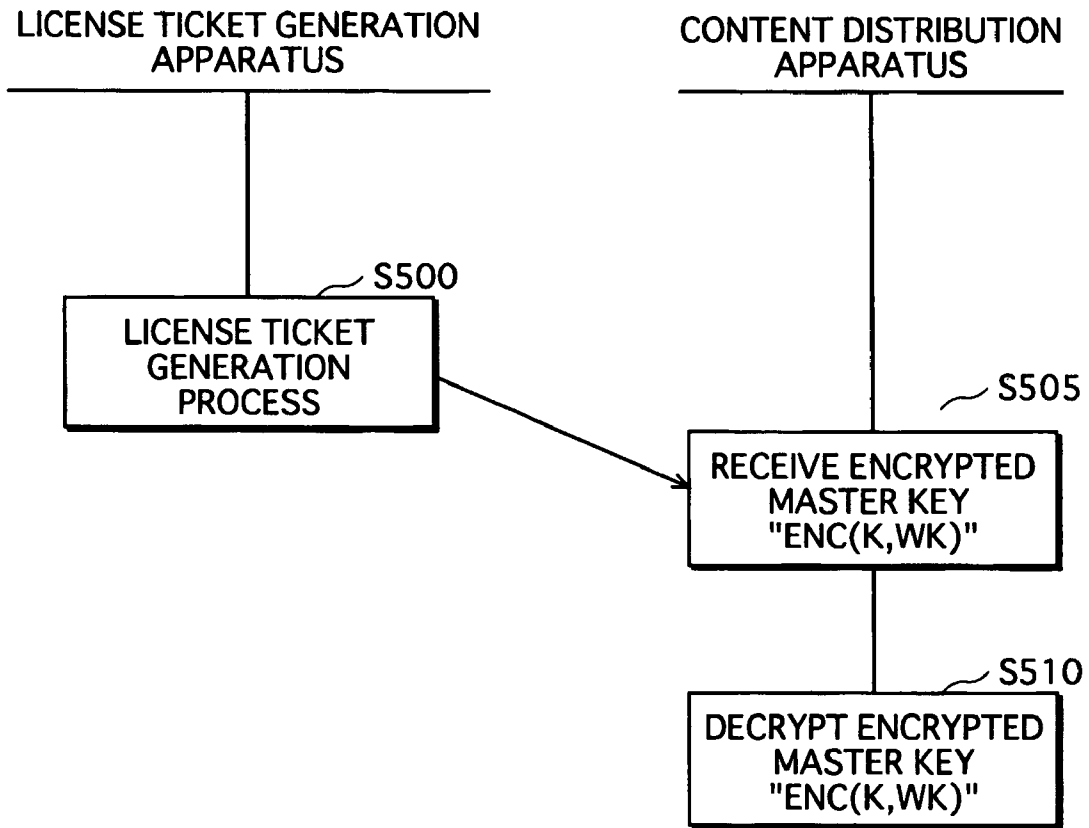 LICENSE TICKET GENERATION
APPARATUS
CONTENT DISTRIBUTION
APPARATUS
S500
LICENSE TICKET
GENERATION
PROCESS
S505
RECEIVE ENCRYPTED
MASTER KEY
"ENC(K,WK)"
S510
DECRYPT ENCRYPTED
MASTER KEY
"ENC(K,WK)"